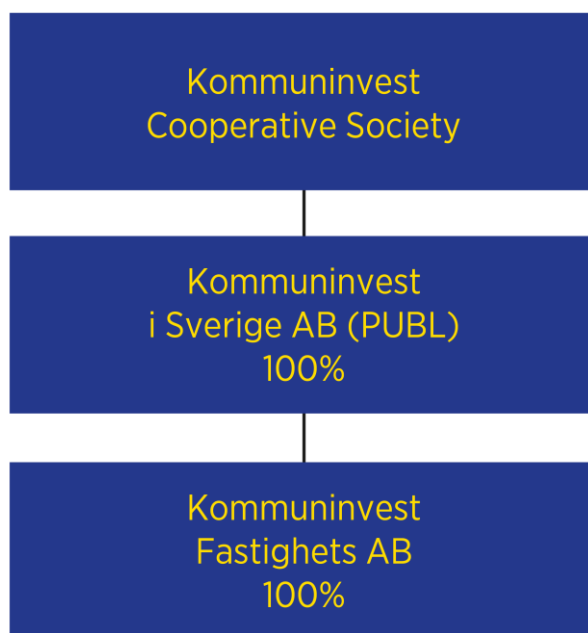 Kommuninvest
Cooperative Society
Kommuninvest
i Sverige AB (PUBL)
100%
Kommuninvest
Fastighets AB
100%